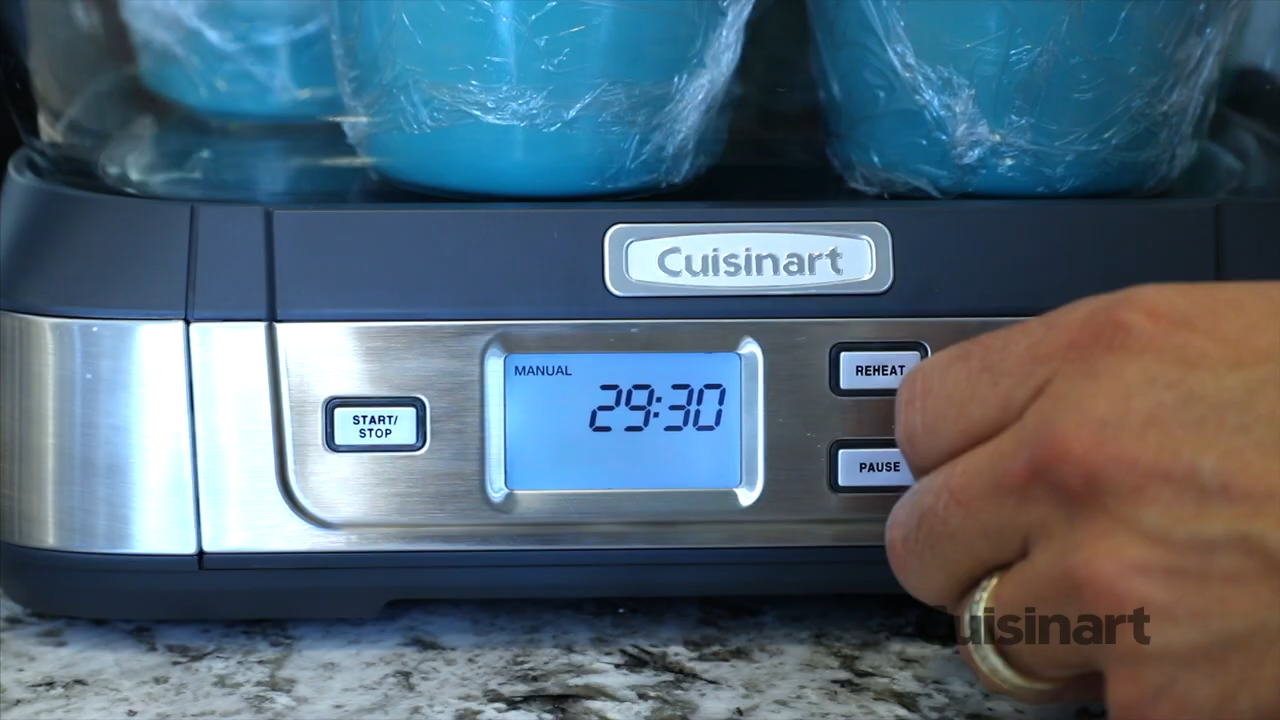 Cuisinart
MANUAL
29:30
START/
STOP
REHEAT
PAUSE
Cuisinart